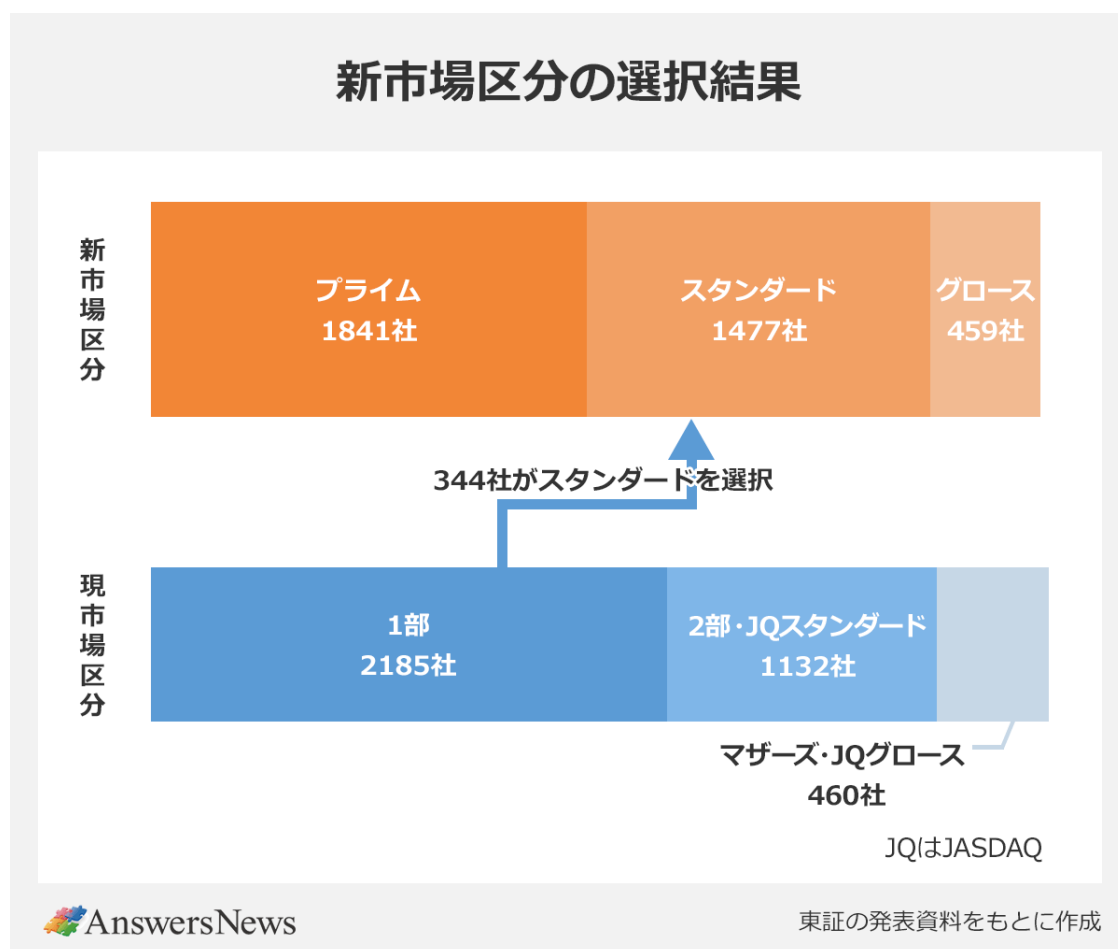 新市場区分の選択結果
新市場区分
プライム
1841社
スタンダード
1477社
グロース
459社
344社がスタンダードを選択
現市場区分
1部
2185社
2部・JQスタンダード
1132社
マザーズ・JQグロース
460社
JQはJASDAQ
AnswersNews
東証の発表資料をもとに作成